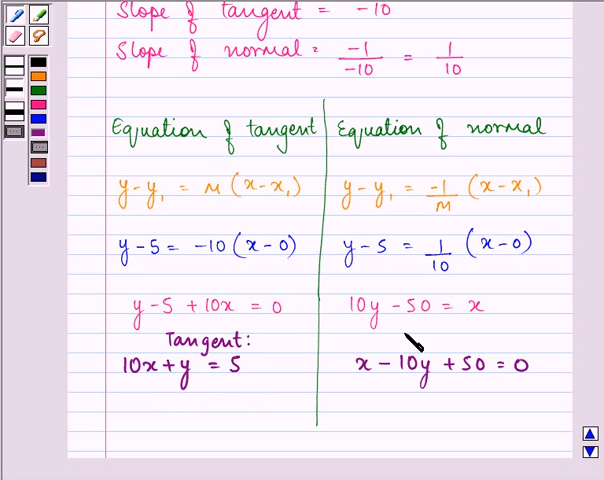 Slope of tangent = -10
Slope of normal = -1/-10 = 1/10
Equation of tangent
y-y₁ = m(x-x₁)
y-5 = -10(x-0)
y-5+10x = 0
Tangent:
10x+y = 5
Equation of normal
y-y₁ = -1/m (x-x₁)
y-5 = 1/10 (x-0)
10y-50 = x
x-10y+50=0